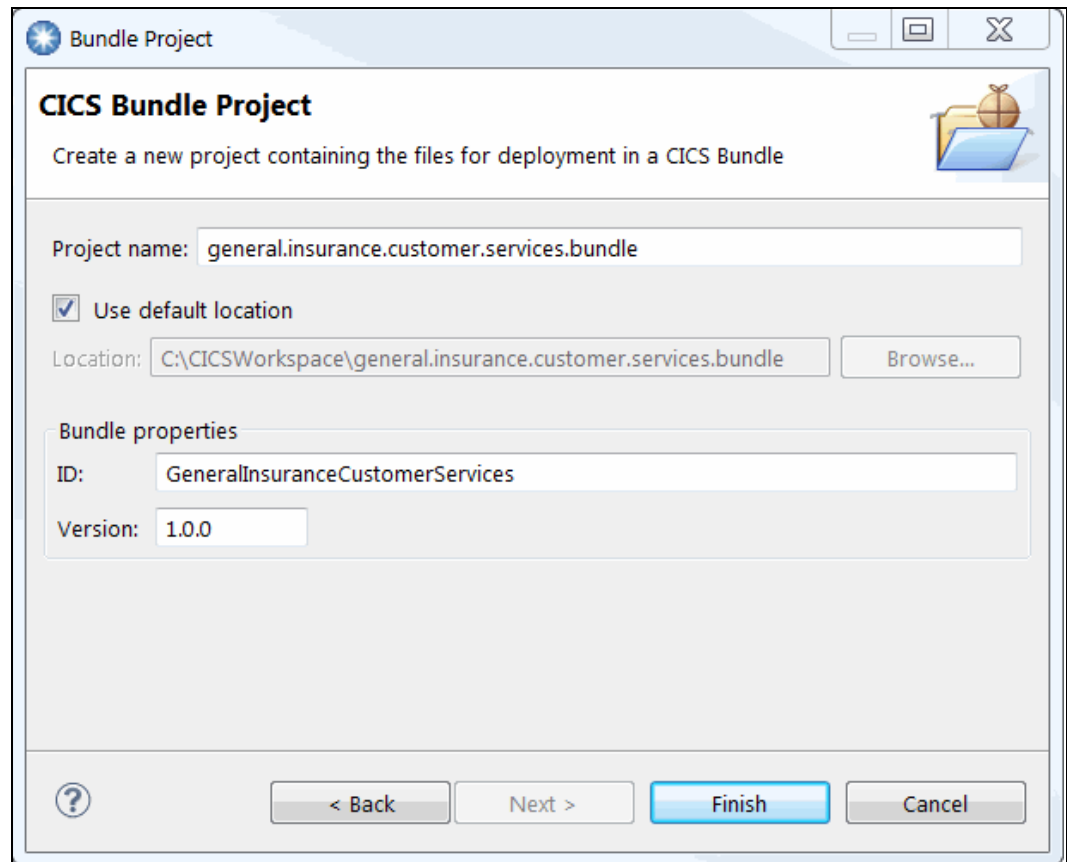 Bundle Project
CICS Bundle Project
Create a new project containing the files for deployment in a CICS Bundle
Project name: general.insurance.customer.services.bundle
Use default location
Location: C:\CICSWorkspace\general.insurance.customer.services.bundle Browse...
Bundle properties
ID: GeneralInsuranceCustomerServices
Version: 1.0.0
? < Back Next > Finish Cancel